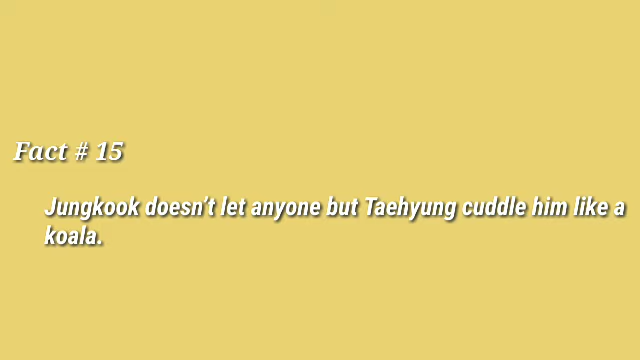 Fact # 15
Jungkook doesn't let anyone but Taehyung cuddle him like a
koala.